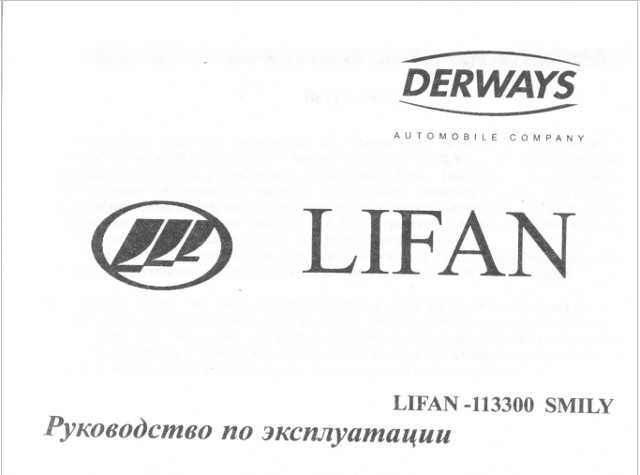 DERWAYS
AUTOMOBILE COMPANY
LIFAN
LIFAN -113300 SMILY
Руководство по эксплуатации